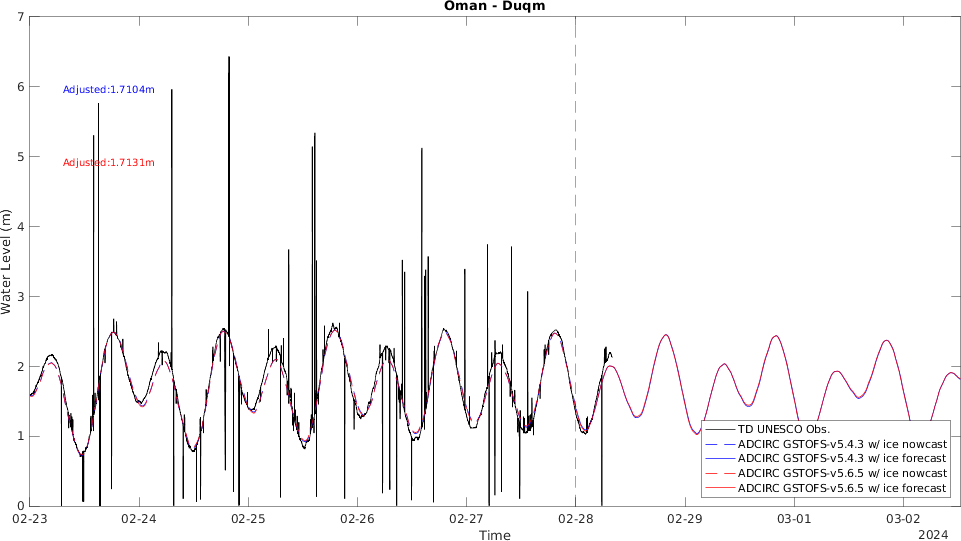 Oman - Duqm
7
6
5
4
3
2
1
0
Water Level (m)
Adjusted:1.7104m
Adjusted:1.7131m
TD UNESCO Obs.
ADCIRC GSTOFS-v5.4.3 w/ ice nowcast
ADCIRC GSTOFS-v5.4.3 w/ ice forecast
ADCIRC GSTOFS-v5.6.5 w/ ice nowcast
ADCIRC GSTOFS-v5.6.5 w/ ice forecast
02-23 02-24 02-25 02-26 02-27 02-28 02-29 03-01 03-02
Time
2024